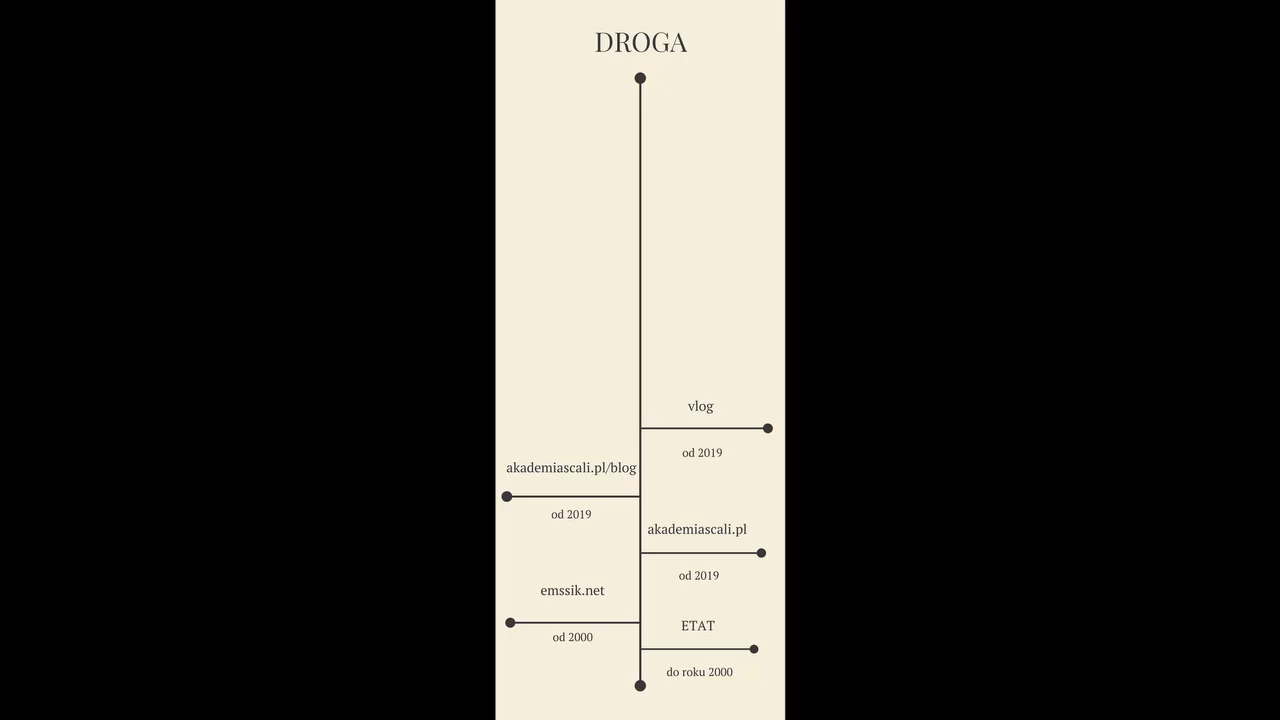 DROGA
vlog
od 2019
akademiascali.pl/blog
od 2019
akademiascali.pl
od 2019
emssik.net
od 2000
ETAT
do roku 2000